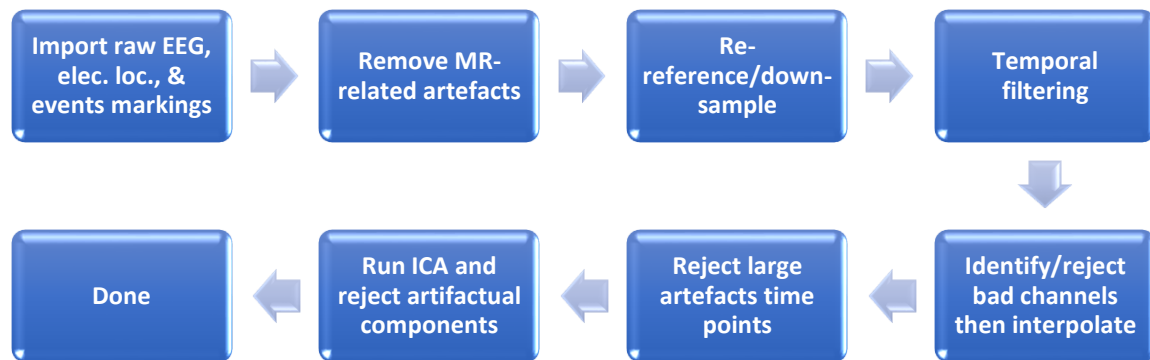 Import raw EEG,
elec. loc., &
events markings
Remove MR-
related artefacts
Re-
reference/down-
sample
Temporal
filtering
Identify/reject
bad channels
then interpolate
Reject large
artefacts time
points
Run ICA and
reject artifactual
components
Done